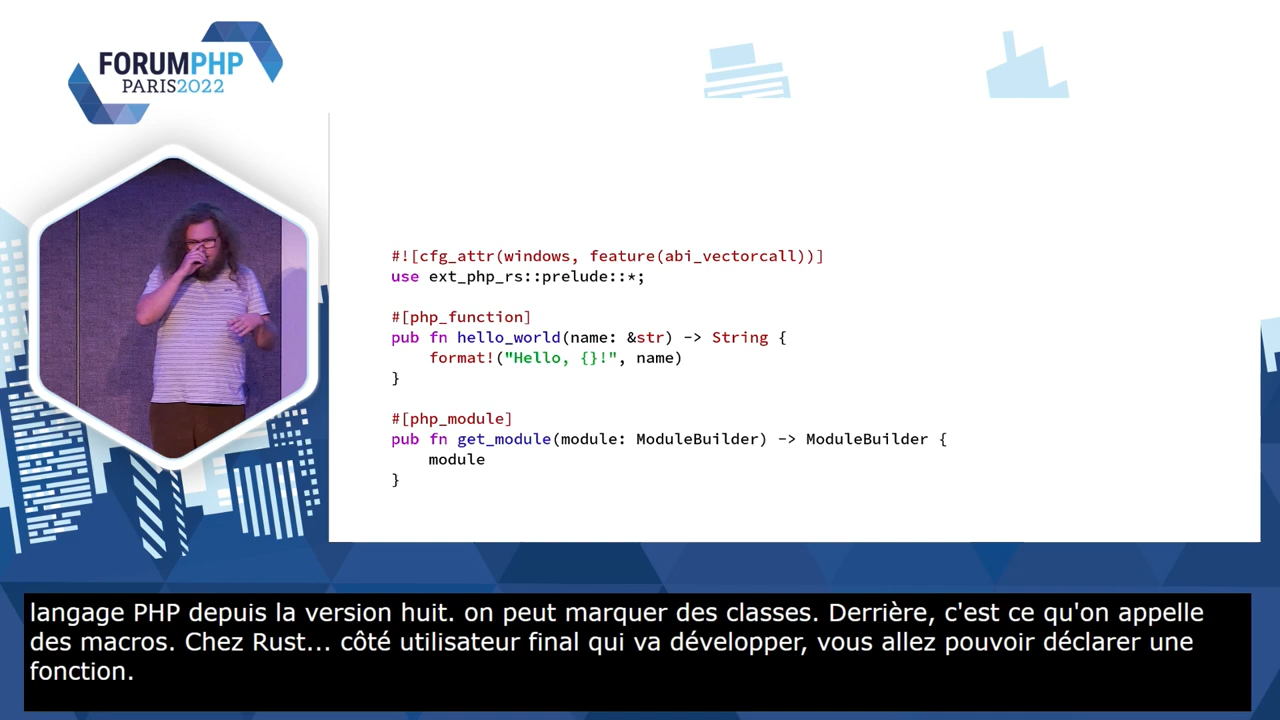 FORUMPHP
PARIS2022
#![cfg_attr(windows, feature(abi_vectorcall))]
use ext_php_rs::prelude::*;
#[php_function]
pub fn hello_world(name: &str) -> String {
    format!("Hello, {}!", name)
}
#[php_module]
pub fn get_module(module: ModuleBuilder) -> ModuleBuilder {
    module
}
langage PHP depuis la version huit. on peut marquer des classes. Derrière, c'est ce qu'on appelle
des macros. Chez Rust... côté utilisateur final qui va développer, vous allez pouvoir déclarer une
fonction.